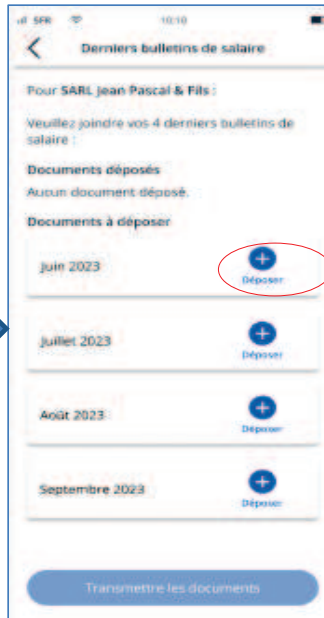 SFR 10:10
Derniers bulletins de salaire
Pour SARL Jean Pascal & Fils :
Veuillez joindre vos 4 derniers bulletins de
salaire :
Documents déposés
Aucun document déposé.
Documents à déposer
Juin 2023
Déposer
Juillet 2023
Déposer
Août 2023
Déposer
Septembre 2023
Déposer
Transmettre les documents